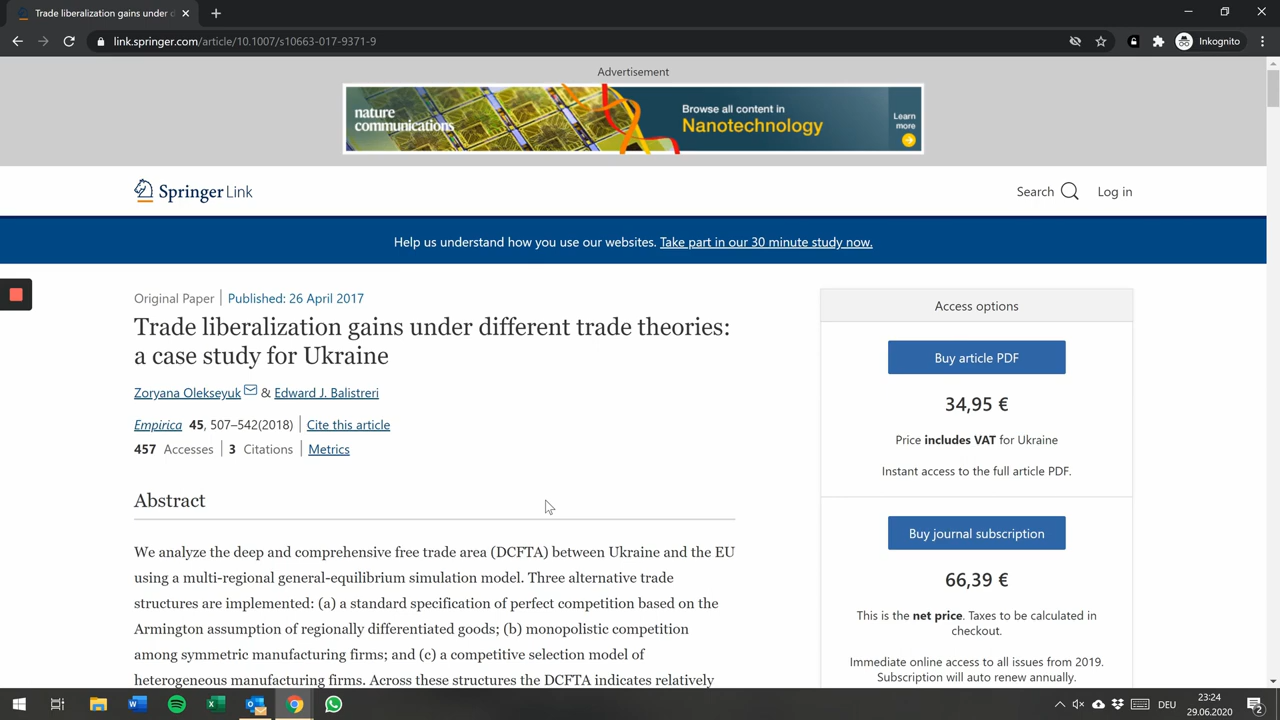 Trade liberalization gains under d
link.springer.com/article/10.1007/s10663-017-9371-9
Inkognito
Advertisement
nature
communications
Browse all content in
Nanotechnology
Learn
more
Springer Link
Search
Log in
Help us understand how you use our websites. Take part in our 30 minute study now.
Original Paper | Published: 26 April 2017
Trade liberalization gains under different trade theories:
a case study for Ukraine
Zoryana Olekseyuk & Edward J. Balistreri
Empirica 45, 507–542(2018) | Cite this article
457 Accesses | 3 Citations | Metrics
Abstract
We analyze the deep and comprehensive free trade area (DCFTA) between Ukraine and the EU
using a multi-regional general-equilibrium simulation model. Three alternative trade
structures are implemented: (a) a standard specification of perfect competition based on the
Armington assumption of regionally differentiated goods; (b) monopolistic competition
among symmetric manufacturing firms; and (c) a competitive selection model of
heterogeneous manufacturing firms. Across these structures the DCFTA indicates relatively
Access options
Buy article PDF
34,95 €
Price includes VAT for Ukraine
Instant access to the full article PDF.
Buy journal subscription
66,39 €
This is the net price. Taxes to be calculated in
checkout.
Immediate online access to all issues from 2019.
Subscription will auto renew annually.
DEU
23:24
29.06.2020
2